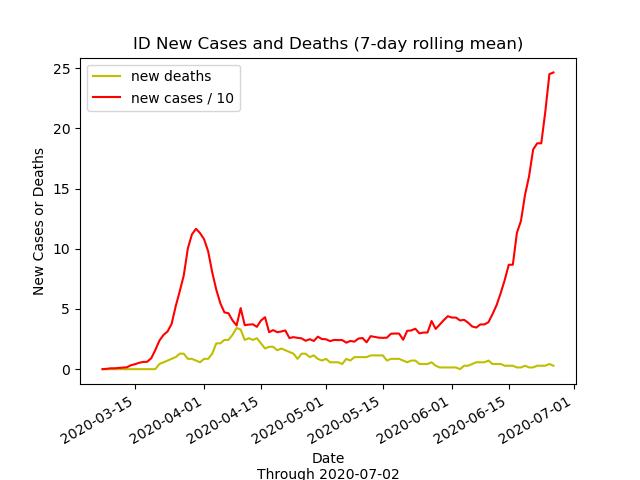 ID New Cases and Deaths (7-day rolling mean)
new deaths
new cases / 10
New Cases or Deaths
25
20
15
10
5
0
2020-03-15
2020-04-01
2020-04-15
2020-05-01
2020-05-15
2020-06-01
2020-06-15
2020-07-01
Date
Through 2020-07-02